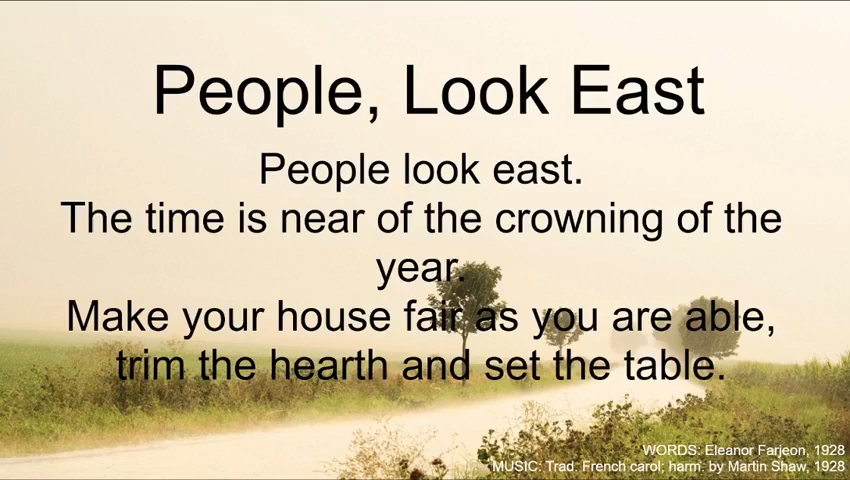 People, Look East
People look east.
The time is near of the crowning of the
year.
Make your house fair as you are able,
trim the hearth and set the table.
WORDS: Eleanor Farjeon, 1928
MUSIC: Trad. French carol; harm. by Martin Shaw, 1928